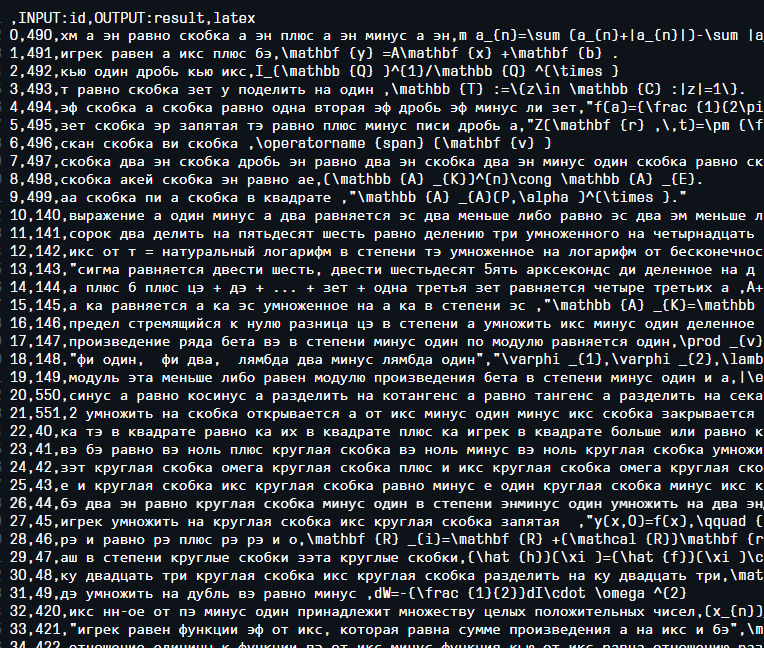 ,INPUT:id,OUTPUT:result,latex
0,490,хм а эн равно скобка а эн плюс а эн минус а эн,m a_{n}=\sum (a_{n}+|a_{n}|)-\sum |a
1,491,игрек равен а икс плюс бэ,\mathbf {y} =A\mathbf {x} +\mathbf {b} .
2,492,кью один дробь кью икс,I_{\mathbb {Q} }^{1}/\mathbb {Q} ^{\times }
3,493,т равно скобка зет у поделить на один ,\mathbb {T} :=\{z\in \mathbb {C} :|z|=1\}.
4,494,эф скобка а скобка равно одна вторая эф дробь эф минус ли зет,"f(a)={\frac {1}{2\pi
5,495,зет скобка эр запятая тэ равно плюс минус писи дробь а,"Z(\mathbf {r} ,\,t)=\pm {\f
6,496,скан скобка ви скобка ,\operatorname {span} (\mathbf {v} )
7,497,скобка два эн скобка дробь эн равно два эн скобка два эн минус один скобка равно ск
8,498,скобка акей скобка эн равно ае,(\mathbb {A} _{K})^{n}\cong \mathbb {A} _{E}.
9,499,аа скобка пи а скобка в квадрате ,"\mathbb {A} _{A}(P,\alpha )^{\times }."
10,140,выражение а один минус а два равняется эс два меньше либо равно эс два эм меньше л
11,141,сорок два делить на пятьдесят шесть равно делению три умноженного на четырнадцать
12,142,икс от т = натуральный логарифм в степени тэ умноженное на логарифм от бесконечнос
13,143,"сигма равняется двести шесть, двести шестьдесят 5ять арксекондс ди деленное на д
14,144,а плюс б плюс цэ + дэ + ... + зет + одна третья зет равняется четыре третьих а ,A+
15,145,а ка равняется а ка эс умноженное на а ка в степени эс ,"\mathbb {A} _{K}=\mathbb
16,146,предел стремящийся к нулю разница цэ в степени а умножить икс минус один деленное
17,147,произведение ряда бета вэ в степени минус один по модулю равняется один,\prod _{v}
18,148,"фи один,  фи два,  лямбда два минус лямбда один","\varphi _{1},\varphi _{2},\lamb
19,149,модуль эта меньше либо равен модулю произведения бета в степени минус один и а,|\e
20,550,синус а равно косинус а разделить на котангенс а равно тангенс а разделить на сека
21,551,2 умножить на скобка открывается а от икс минус один минус икс скобка закрывается
22,40,ка тэ в квадрате равно ка их в квадрате плюс ка игрек в квадрате больше или равно к
23,41,вэ бэ равно вэ ноль плюс круглая скобка вэ ноль минус вэ ноль круглая скобка умножи
24,42,зэт круглая скобка омега круглая скобка плюс и икс круглая скобка омега круглая ско
25,43,е и круглая скобка икс круглая скобка равно минус е один круглая скобка минус икс к
26,44,бэ два эн равно круглая скобка минус один в степени энминус один умножить на два эн
27,45,игрек умножить на круглая скобка икс круглая скобка запятая  ,"y(x,0)=f(x),\qquad {
28,46,рэ и равно рэ плюс рэ рэ и о,\mathbf {R} _{i}=\mathbf {R} +{\mathcal {R}}\mathbf {r
29,47,аш в степени круглые скобки зэта круглые скобки,{\hat {h}}(\xi )={\hat {f}}(\xi )\c
30,48,ку двадцать три круглая скобка икс круглая скобка разделить на ку двадцать три,\mat
31,49,дэ умножить на дубль вэ равно минус ,dW=-{\frac {1}{2}}dI\cdot \omega ^{2}
32,420,икс нн-ое от пэ минус один принадлежит множеству целых положительных чисел,(x_{n})
33,421,"игрек равен функции эф от икс, которая равна сумме произведения а на икс и бэ",\m